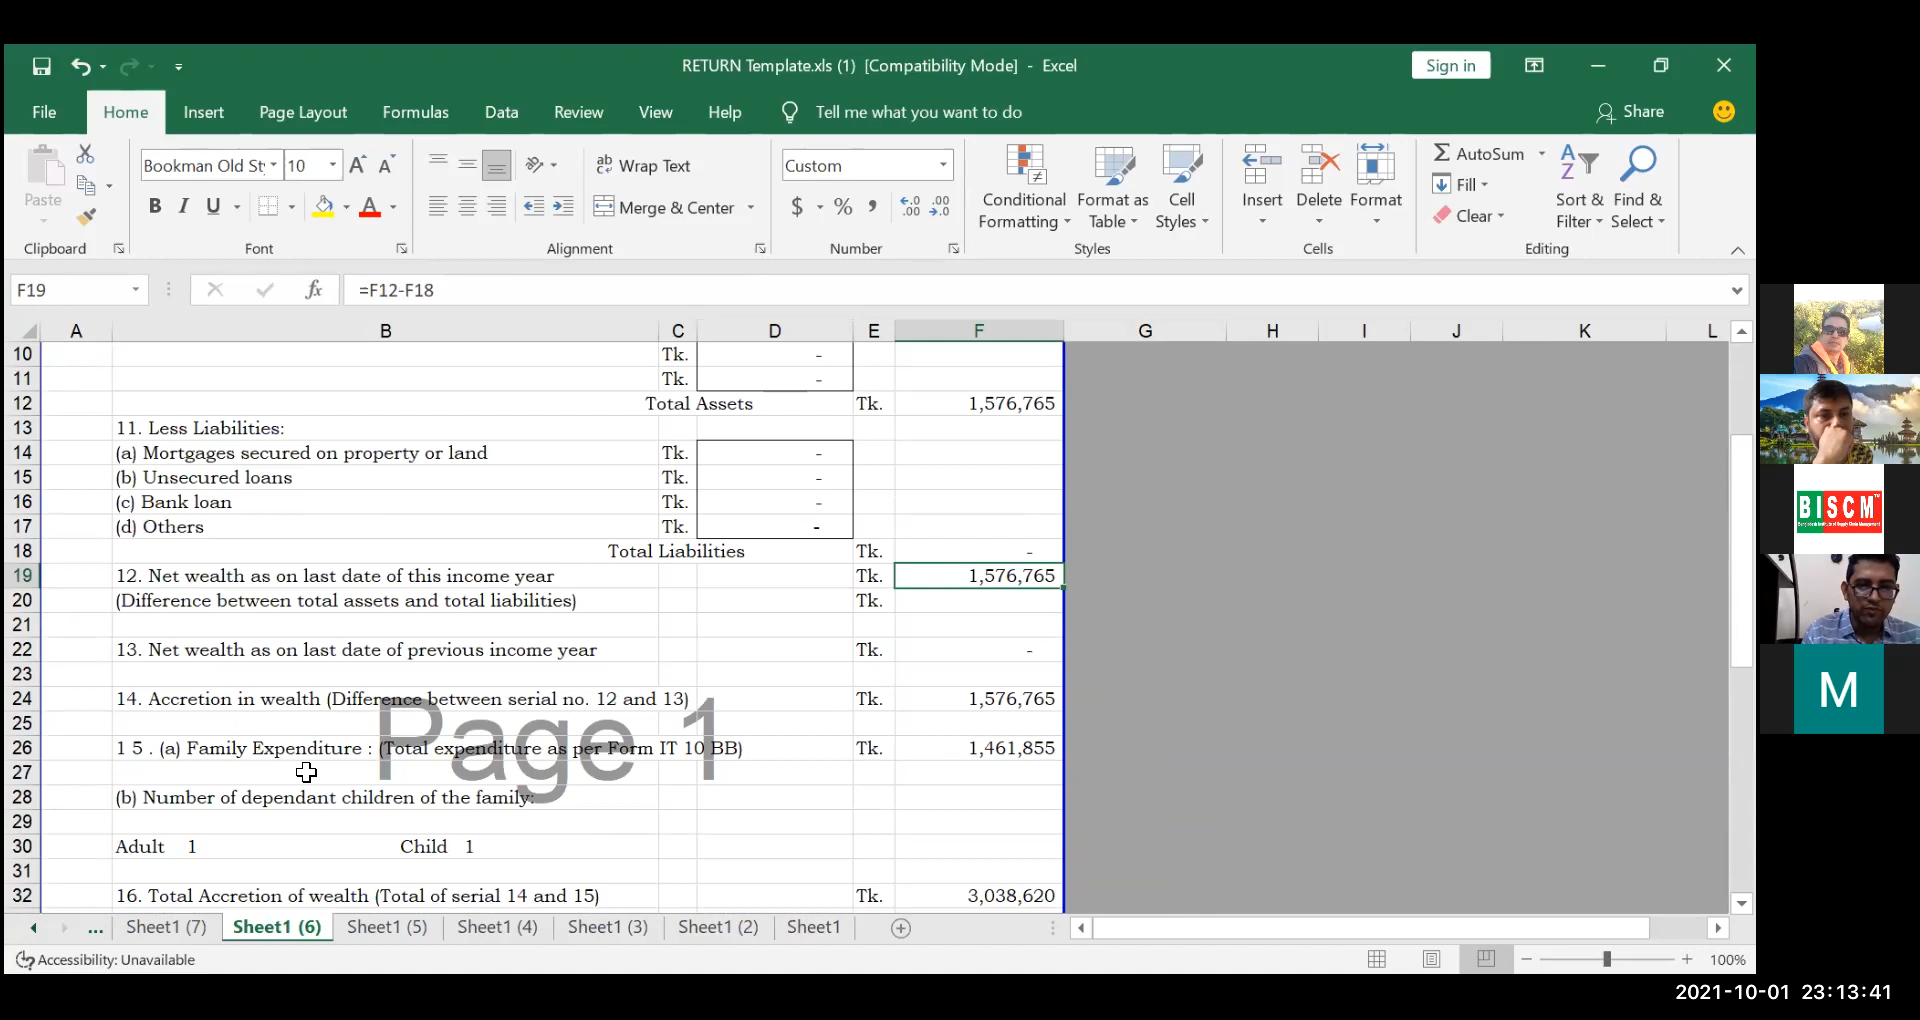 RETURN Template.xls (1) [Compatibility Mode] - Excel
Sign in
File Home Insert Page Layout Formulas Data Review View Help Tell me what you want to do Share
Paste
Clipboard
Bookman Old St 10
B I U
Font
Wrap Text
Merge & Center
Alignment
Custom
$ % ,
Number
Conditional Formatting
Format as Table
Cell Styles
Styles
Insert Delete Format
Cells
AutoSum
Fill
Clear
Sort & Filter
Find & Select
Editing
F19 fx =F12-F18
A B C D E F G H I J K L
10 Tk. -
11 Tk. -
12 Total Assets Tk. 1,576,765
13 11. Less Liabilities:
14 (a) Mortgages secured on property or land Tk. -
15 (b) Unsecured loans Tk. -
16 (c) Bank loan Tk. -
17 (d) Others Tk. -
18 Total Liabilities Tk. -
19 12. Net wealth as on last date of this income year Tk. 1,576,765
20 (Difference between total assets and total liabilities) Tk.
21
22 13. Net wealth as on last date of previous income year Tk. -
23
24 14. Accretion in wealth (Difference between serial no. 12 and 13) Tk. 1,576,765
25
Page 1
26 1 5 . (a) Family Expenditure : (Total expenditure as per Form IT 10 BB) Tk. 1,461,855
27
28 (b) Number of dependant children of the family:
29
30 Adult 1 Child 1
31
32 16. Total Accretion of wealth (Total of serial 14 and 15) Tk. 3,038,620
... Sheet1 (7) Sheet1 (6) Sheet1 (5) Sheet1 (4) Sheet1 (3) Sheet1 (2) Sheet1
Accessibility: Unavailable
100%
BISCM
Bangladesh Institute of Supply Chain Management
M
2021-10-01 23:13:41